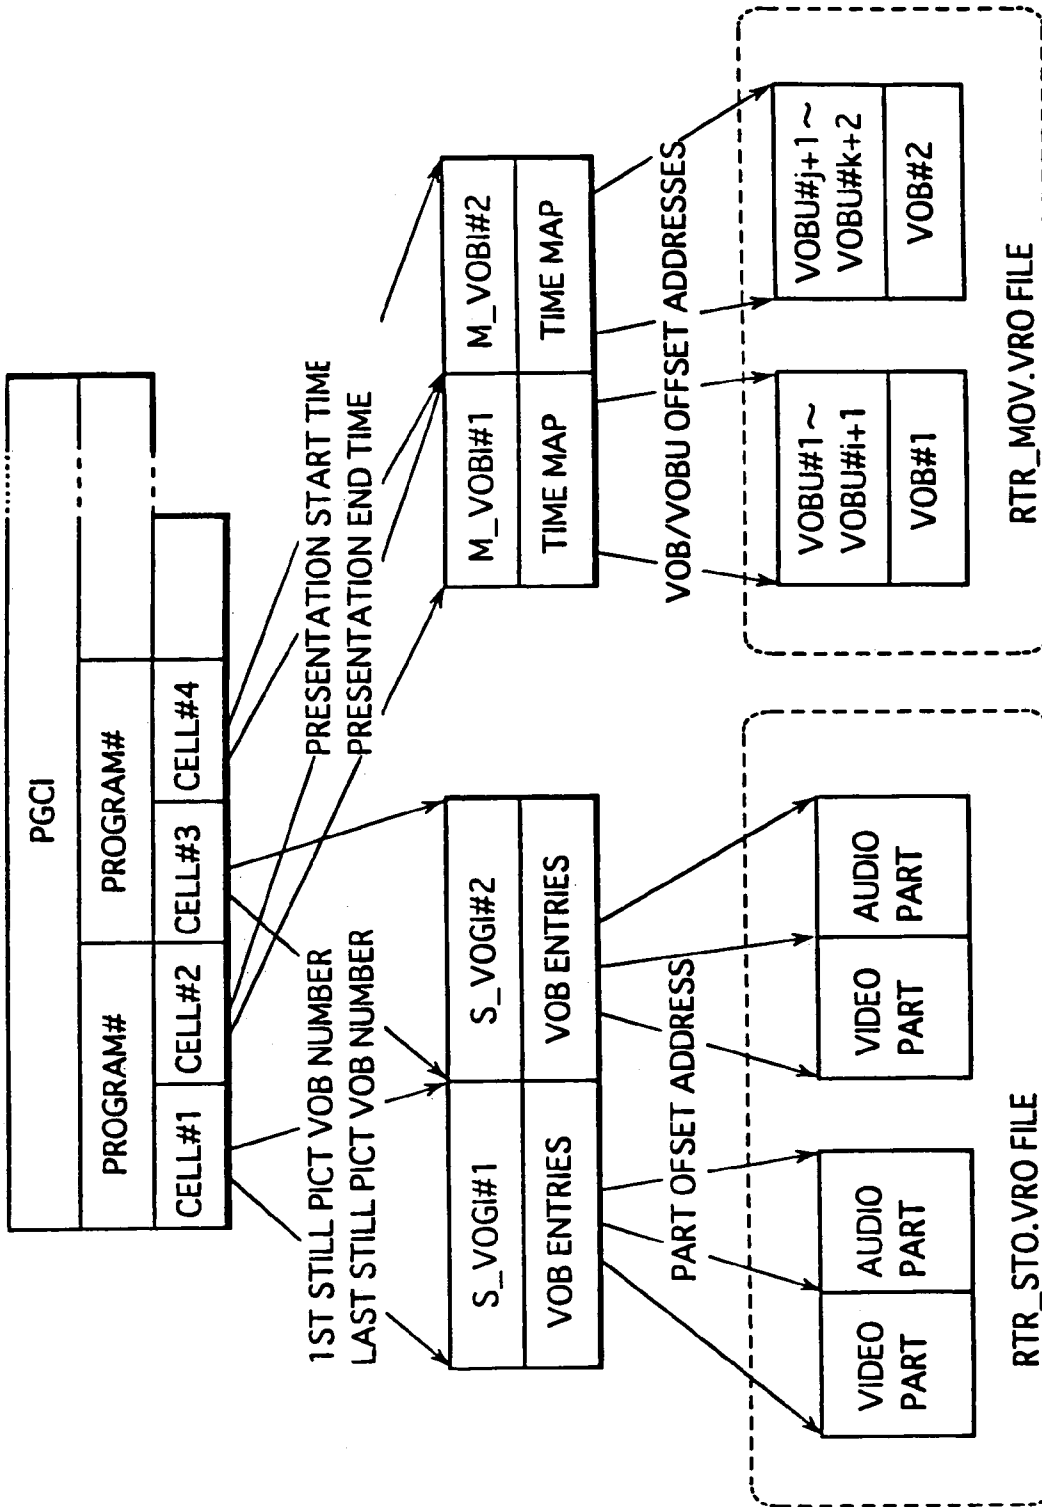 PGCI
PROGRAM#
PROGRAM#
CELL#1
CELL#2
CELL#3
CELL#4
1ST STILL PICT VOB NUMBER
LAST STILL PICT VOB NUMBER
PRESENTATION START TIME
PRESENTATION END TIME
S_VOGI#1
S_VOGI#2
VOB ENTRIES
VOB ENTRIES
M_VOBI#1
M_VOBI#2
TIME MAP
TIME MAP
PART OFSET ADDRESS
VOB/VOBU OFFSET ADDRESSES
VIDEO
PART
AUDIO
PART
VIDEO
PART
AUDIO
PART
VOBU#1~
VOBU#i+1
VOB#1
VOBU#j+1~
VOBU#k+2
VOB#2
RTR_STO.VRO FILE
RTR_MOV.VRO FILE